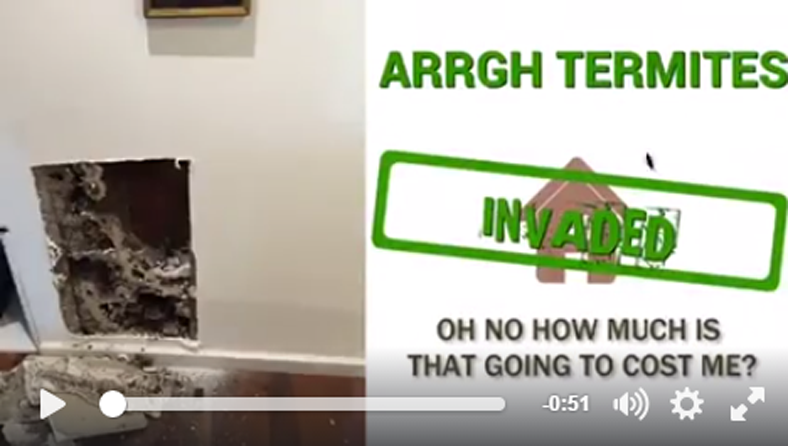 ARRGH TERMITES
INVADED
OH NO HOW MUCH IS
THAT GOING TO COST ME?
-0:51